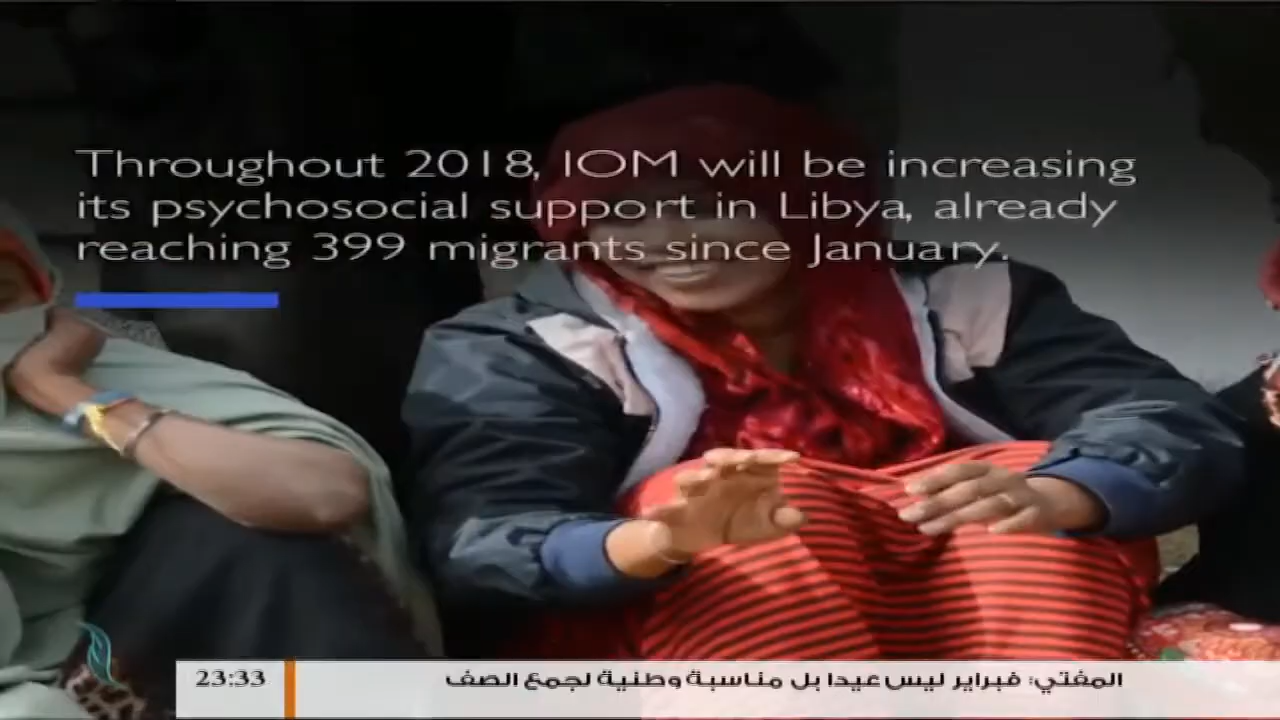 Throughout 2018, IOM will be increasing
its psychosocial support in Libya, already
reaching 399 migrants since January.
23:33
المفتي: فبراير ليس عيدا بل مناسبة وطنية لجمع الصف